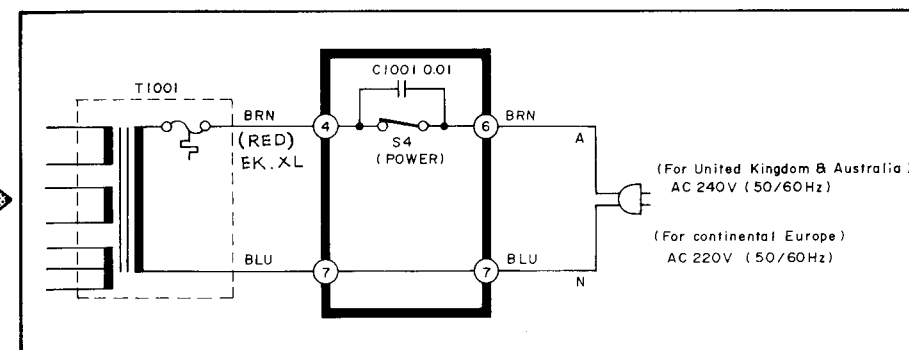 T1001
BRN
(RED)
EK. XL
4
C1001 0.01
S4
(POWER)
6
BRN
A
(For United Kingdom & Australia)
AC 240V (50/60Hz)
(For continental Europe)
AC 220V (50/60Hz)
BLU
7
7
BLU
N